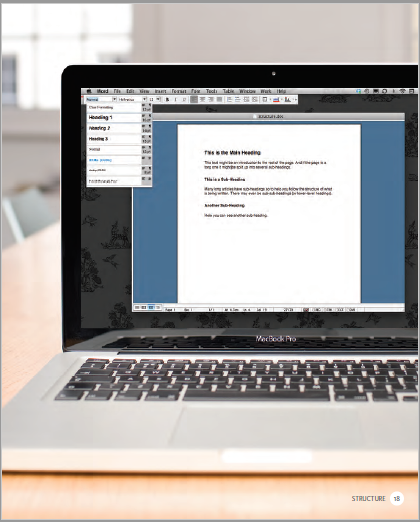 Word File Edit View Insert Format Font Tools Table Window Work Help
Normal Helvetica 12 B I U
Structure.doc
Clear Formatting
Heading 1
Heading 2
Heading 3
Normal
This is the Main Heading
This text might be an introduction to the rest of the page. And if the page is a
long one it might be split up into several sub-headings.
This is a Sub-Heading
Many long articles have sub-headings so to help you follow the structure of what
is being written. There may even be sub-sub-headings (or lower-level headings).
Another Sub-Heading
Here you can see another sub-heading.
MacBook Pro
STRUCTURE 18